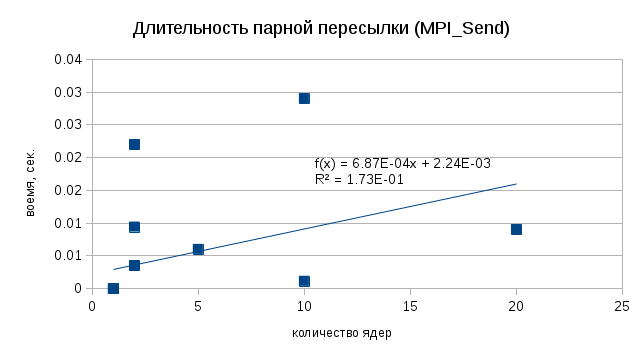 Длительность парной пересылки (MPI_Send)
0.04
0.03
0.03
0.02
0.02
0.01
0.01
0
f(x) = 6.87E-04x + 2.24E-03
R² = 1.73E-01
воемя, сек.
0 5 10 15 20 25
количество ядер